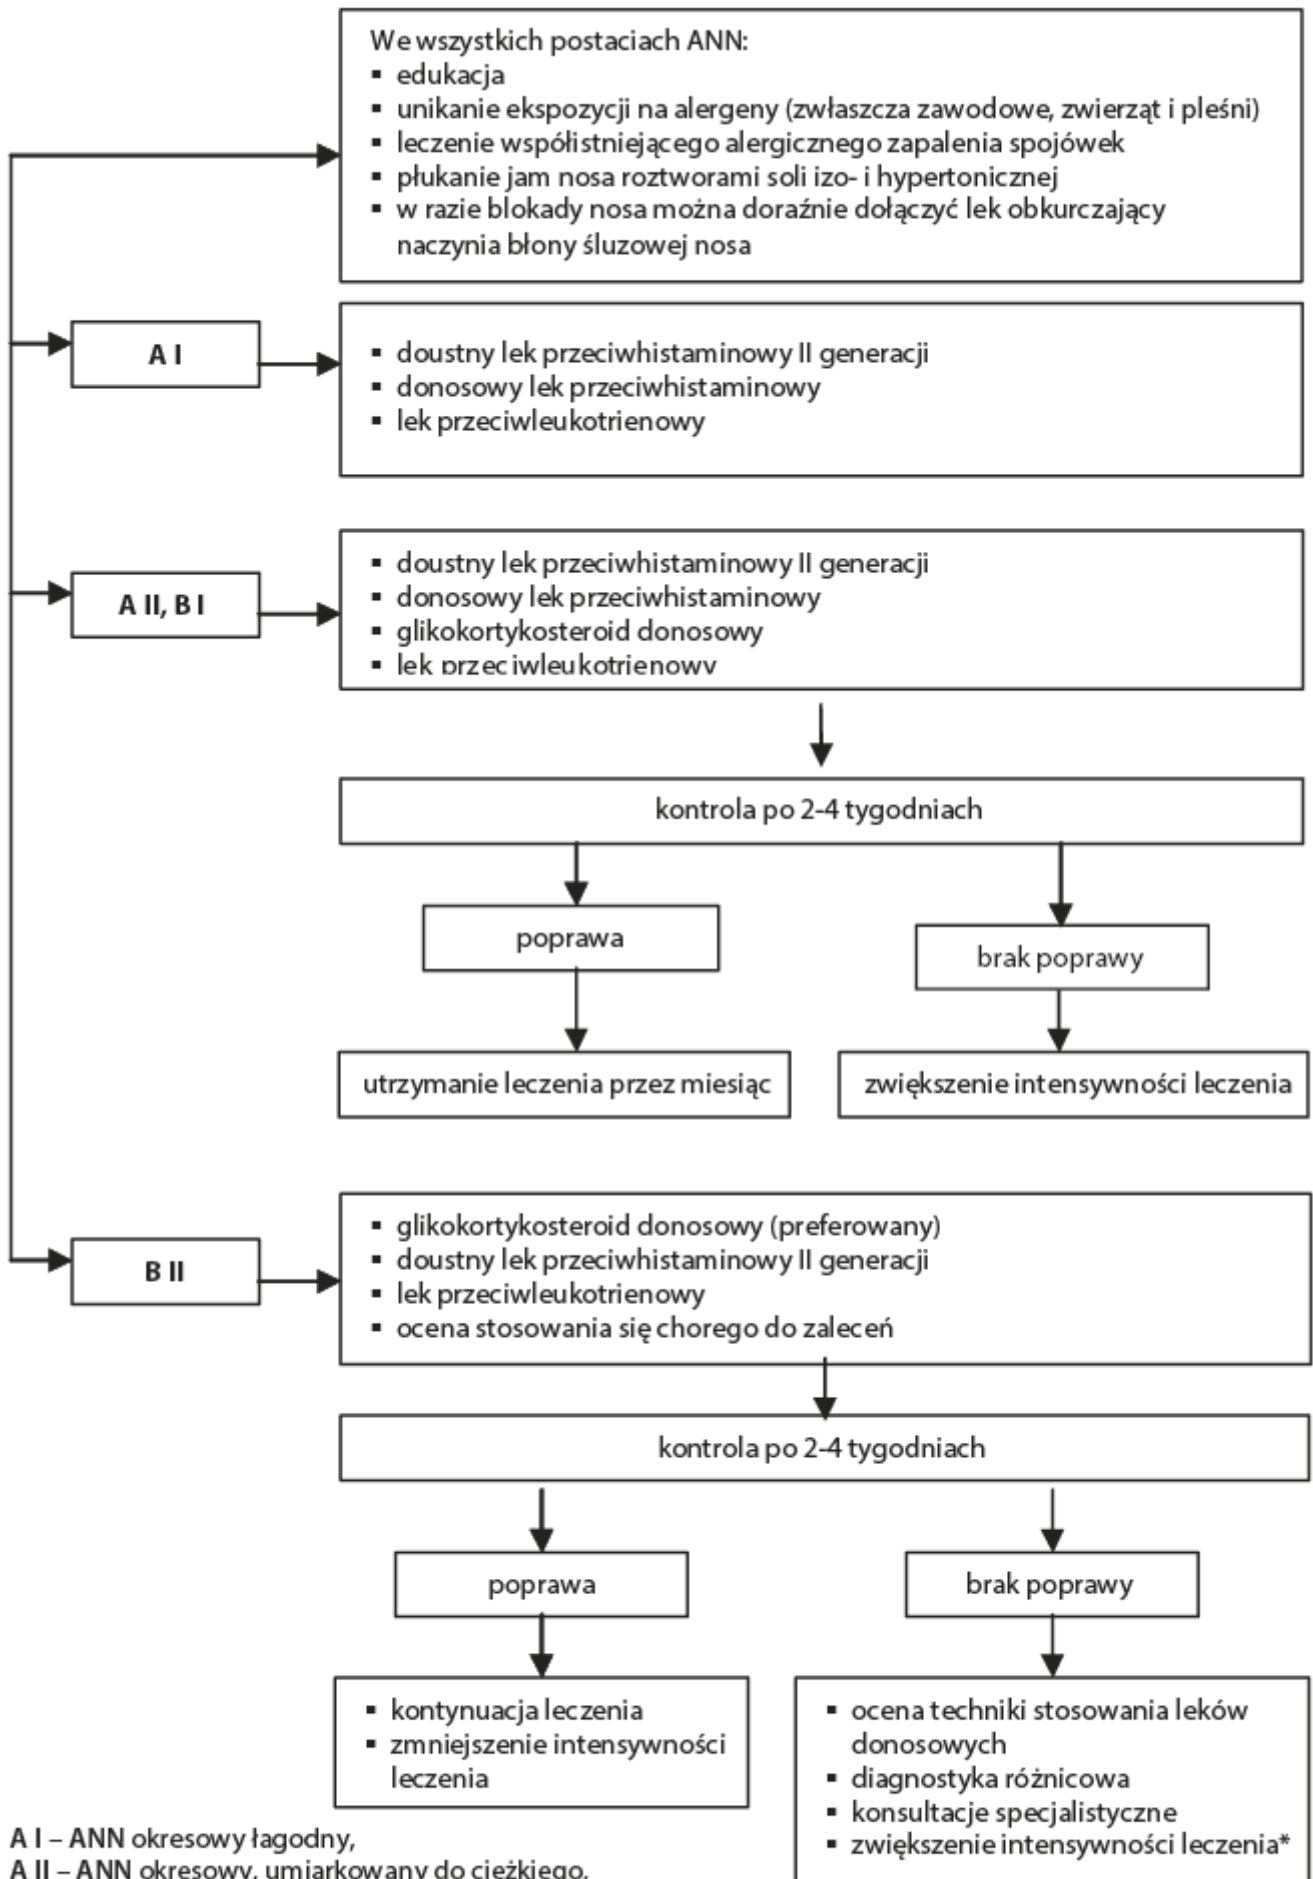 We wszystkich postaciach ANN:
▪ edukacja
▪ unikanie ekspozycji na alergeny (zwłaszcza zawodowe, zwierząt i pleśni)
▪ leczenie współistniejącego alergicznego zapalenia spojówek
▪ płukanie jam nosa roztworami soli izo- i hypertonicznej
▪ w razie blokady nosa można doraźnie dołączyć lek obkurczający
naczynia błony śluzowej nosa
A I
▪ doustny lek przeciwhistaminowy II generacji
▪ donosowy lek przeciwhistaminowy
▪ lek przeciwleukotrienowy
A II, B I
▪ doustny lek przeciwhistaminowy II generacji
▪ donosowy lek przeciwhistaminowy
▪ glikokortykosteroid donosowy
▪ lek przeciwleukotrienowy
kontrola po 2-4 tygodniach
poprawa
brak poprawy
utrzymanie leczenia przez miesiąc
zwiększenie intensywności leczenia
B II
▪ glikokortykosteroid donosowy (preferowany)
▪ doustny lek przeciwhistaminowy II generacji
▪ lek przeciwleukotrienowy
▪ ocena stosowania się chorego do zaleceń
kontrola po 2-4 tygodniach
poprawa
brak poprawy
▪ kontynuacja leczenia
▪ zmniejszenie intensywności
leczenia
▪ ocena techniki stosowania leków
donosowych
▪ diagnostyka różnicowa
▪ konsultacje specjalistyczne
▪ zwiększenie intensywności leczenia*
A I – ANN okresowy łagodny,
A II – ANN okresowy, umiarkowany do ciężkiego,